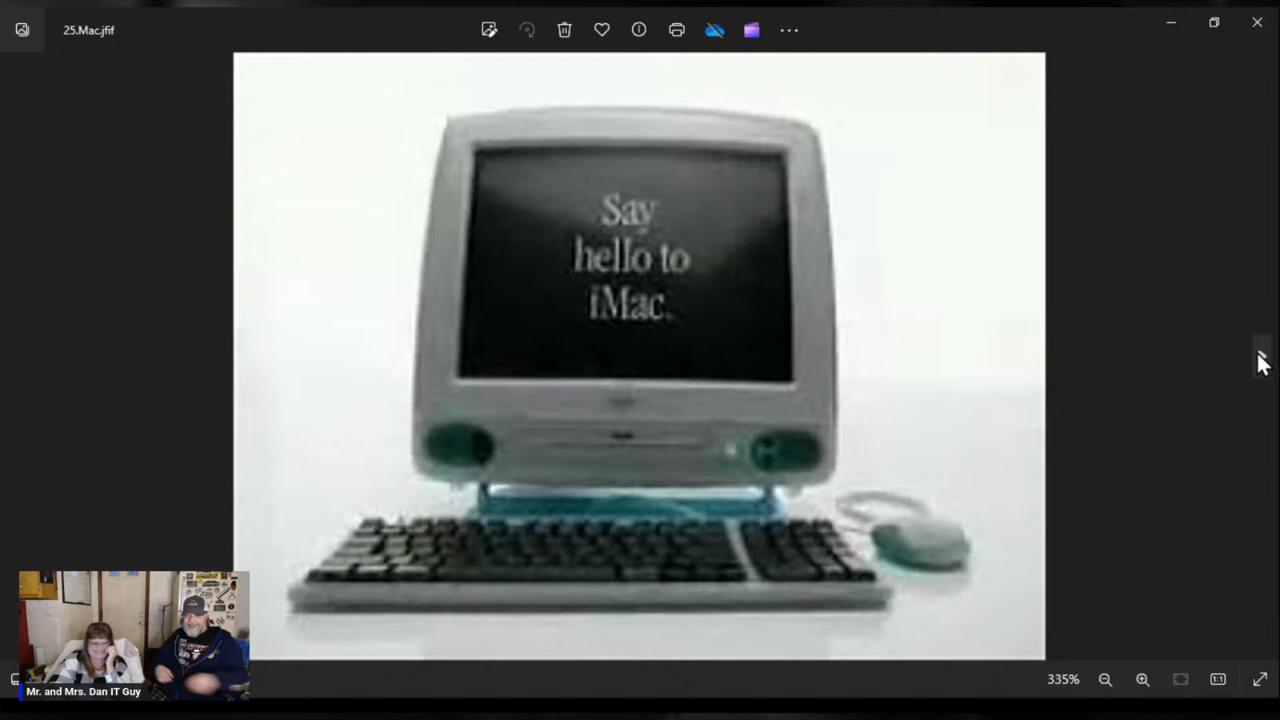 25.Mac.jfif
Say
hello to
iMac.
335%
Mr. and Mrs. Dan IT Guy